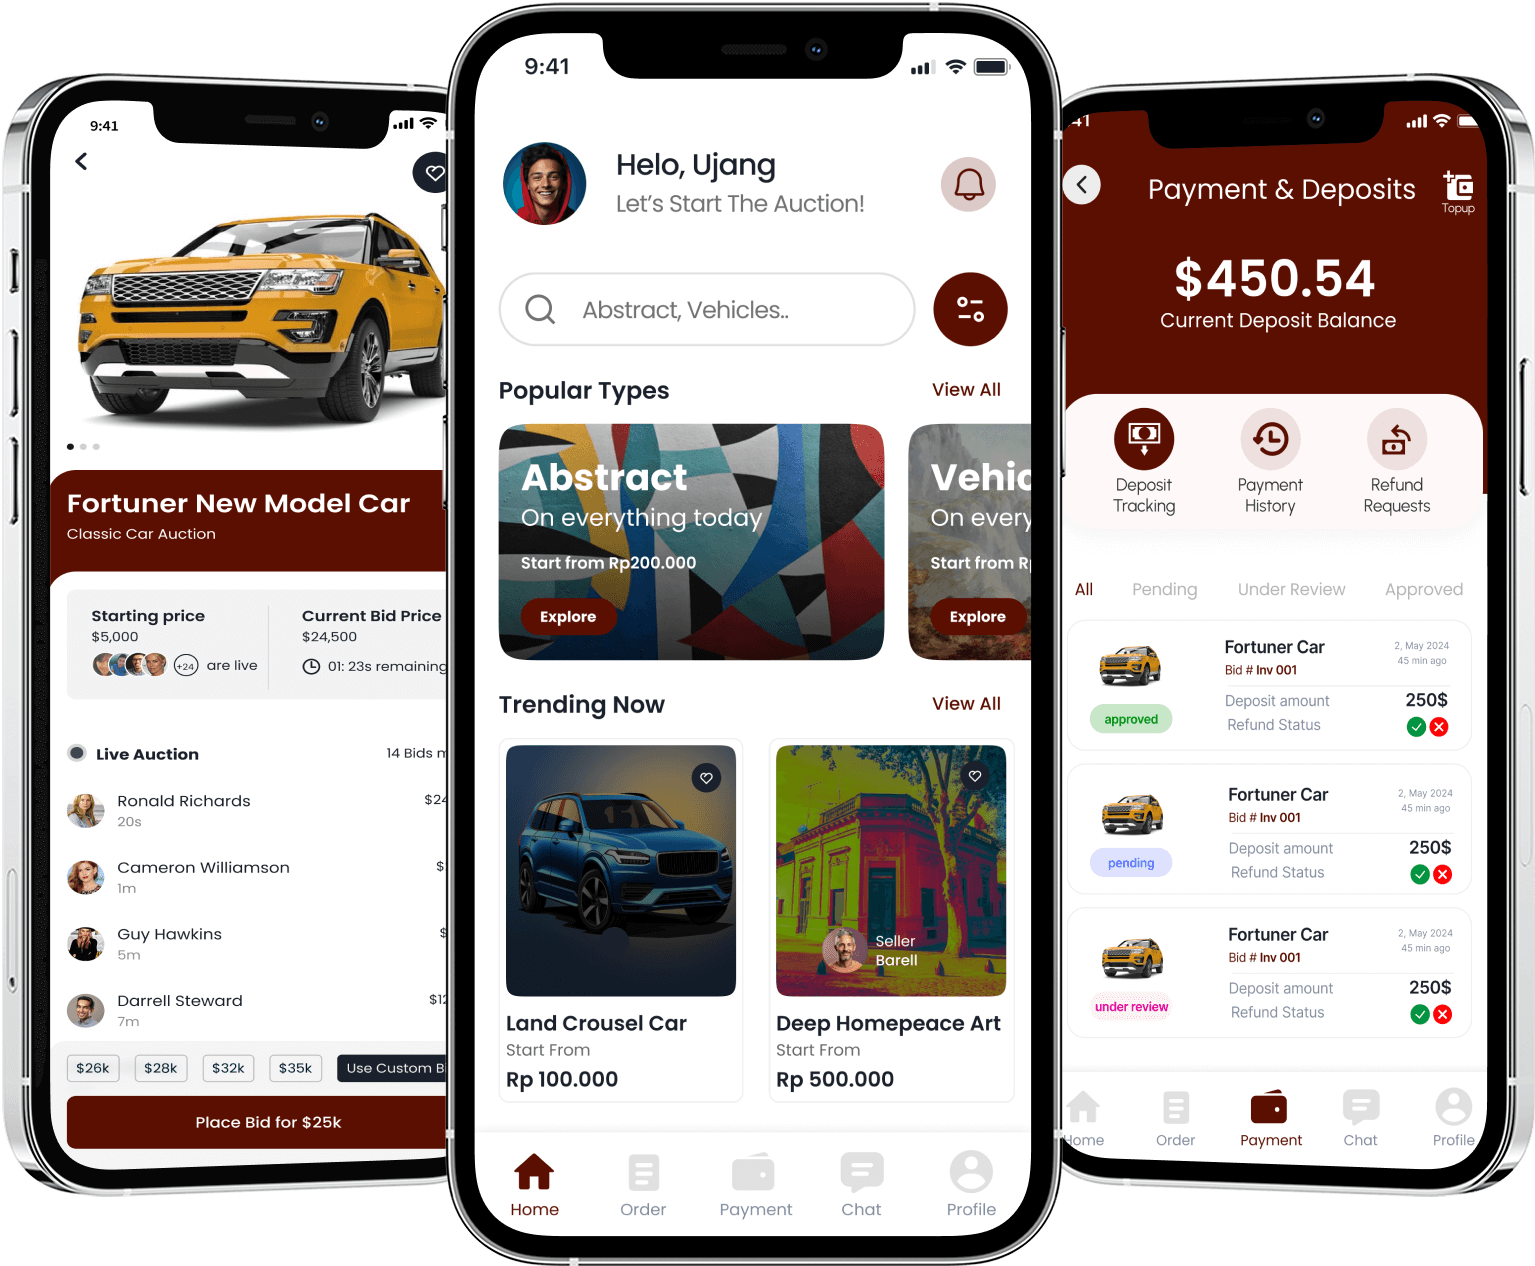 9:41
Fortuner New Model Car
Classic Car Auction
Starting price
$5,000
+24 are live
Current Bid Price
$24,500
01: 23s remaining
Live Auction
14 Bids
Ronald Richards
20s
Cameron Williamson
1m
Guy Hawkins
5m
Darrell Steward
7m
$26k
$28k
$32k
$35k
Use Custom
Place Bid for $25k
9:41
Helo, Ujang
Let's Start The Auction!
Abstract, Vehicles..
Popular Types
View All
Abstract
On everything today
Start from Rp200.000
Explore
Vehic
On every
Start from R
Explore
Trending Now
View All
Land Crousel Car
Start From
Rp 100.000
Seller
Barell
Deep Homepeace Art
Start From
Rp 500.000
Home
Order
Payment
Chat
Profile
41
Payment & Deposits
Topup
$450.54
Current Deposit Balance
Deposit
Tracking
Payment
History
Refund
Requests
All
Pending
Under Review
Approved
Fortuner Car
Bid # Inv 001
2, May 2024
45 min ago
Deposit amount
250$
Refund Status
approved
Fortuner Car
Bid # Inv 001
2, May 2024
45 min ago
Deposit amount
250$
Refund Status
pending
Fortuner Car
Bid # Inv 001
2, May 2024
45 min ago
Deposit amount
250$
Refund Status
under review
Home
Order
Payment
Chat
Profile